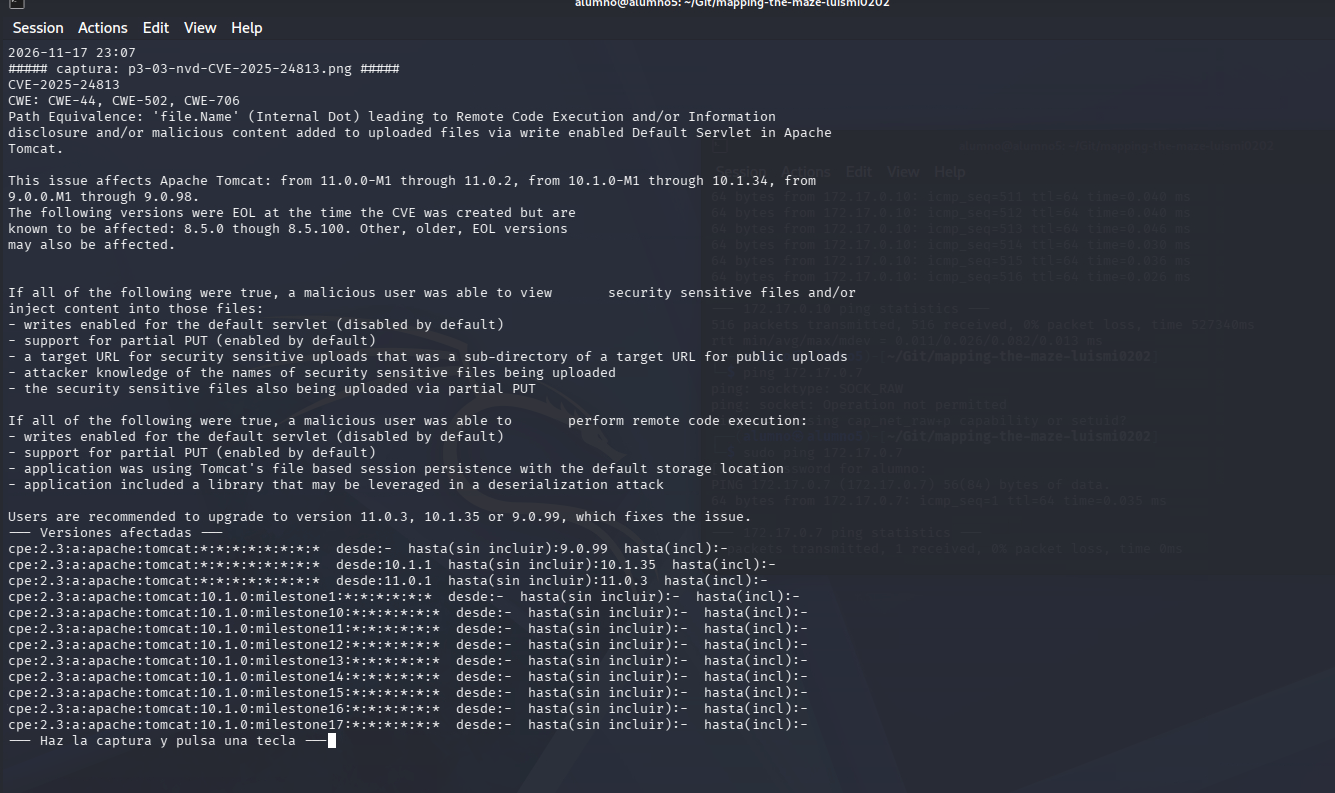 alumno@alumno5: ~/Git/mapping-the-maze-luismi0202
Session Actions Edit View Help
2026-11-17 23:07
##### captura: p3-03-nvd-CVE-2025-24813.png #####
CVE-2025-24813
CWE: CWE-44, CWE-502, CWE-706
Path Equivalence: 'file.Name' (Internal Dot) leading to Remote Code Execution and/or Information
disclosure and/or malicious content added to uploaded files via write enabled Default Servlet in Apache
Tomcat.
This issue affects Apache Tomcat: from 11.0.0-M1 through 11.0.2, from 10.1.0-M1 through 10.1.34, from
9.0.0.M1 through 9.0.98.
The following versions were EOL at the time the CVE was created but are
known to be affected: 8.5.0 though 8.5.100. Other, older, EOL versions
may also be affected.
If all of the following were true, a malicious user was able to view       security sensitive files and/or
inject content into those files:
- writes enabled for the default servlet (disabled by default)
- support for partial PUT (enabled by default)
- a target URL for security sensitive uploads that was a sub-directory of a target URL for public uploads
- attacker knowledge of the names of security sensitive files being uploaded
- the security sensitive files also being uploaded via partial PUT
If all of the following were true, a malicious user was able to       perform remote code execution:
- writes enabled for the default servlet (disabled by default)
- support for partial PUT (enabled by default)
- application was using Tomcat's file based session persistence with the default storage location
- application included a library that may be leveraged in a deserialization attack
Users are recommended to upgrade to version 11.0.3, 10.1.35 or 9.0.99, which fixes the issue.
--- Versiones afectadas ---
cpe:2.3:a:apache:tomcat:*:*:*:*:*:*:*:*  desde:-  hasta(sin incluir):9.0.99  hasta(incl):-
cpe:2.3:a:apache:tomcat:*:*:*:*:*:*:*:*  desde:10.1.1  hasta(sin incluir):10.1.35  hasta(incl):-
cpe:2.3:a:apache:tomcat:*:*:*:*:*:*:*:*  desde:11.0.1  hasta(sin incluir):11.0.3  hasta(incl):-
cpe:2.3:a:apache:tomcat:10.1.0:milestone1:*:*:*:*:*:*  desde:-  hasta(sin incluir):-  hasta(incl):-
cpe:2.3:a:apache:tomcat:10.1.0:milestone10:*:*:*:*:*:*  desde:-  hasta(sin incluir):-  hasta(incl):-
cpe:2.3:a:apache:tomcat:10.1.0:milestone11:*:*:*:*:*:*  desde:-  hasta(sin incluir):-  hasta(incl):-
cpe:2.3:a:apache:tomcat:10.1.0:milestone12:*:*:*:*:*:*  desde:-  hasta(sin incluir):-  hasta(incl):-
cpe:2.3:a:apache:tomcat:10.1.0:milestone13:*:*:*:*:*:*  desde:-  hasta(sin incluir):-  hasta(incl):-
cpe:2.3:a:apache:tomcat:10.1.0:milestone14:*:*:*:*:*:*  desde:-  hasta(sin incluir):-  hasta(incl):-
cpe:2.3:a:apache:tomcat:10.1.0:milestone15:*:*:*:*:*:*  desde:-  hasta(sin incluir):-  hasta(incl):-
cpe:2.3:a:apache:tomcat:10.1.0:milestone16:*:*:*:*:*:*  desde:-  hasta(sin incluir):-  hasta(incl):-
cpe:2.3:a:apache:tomcat:10.1.0:milestone17:*:*:*:*:*:*  desde:-  hasta(sin incluir):-  hasta(incl):-
--- Haz la captura y pulsa una tecla ---